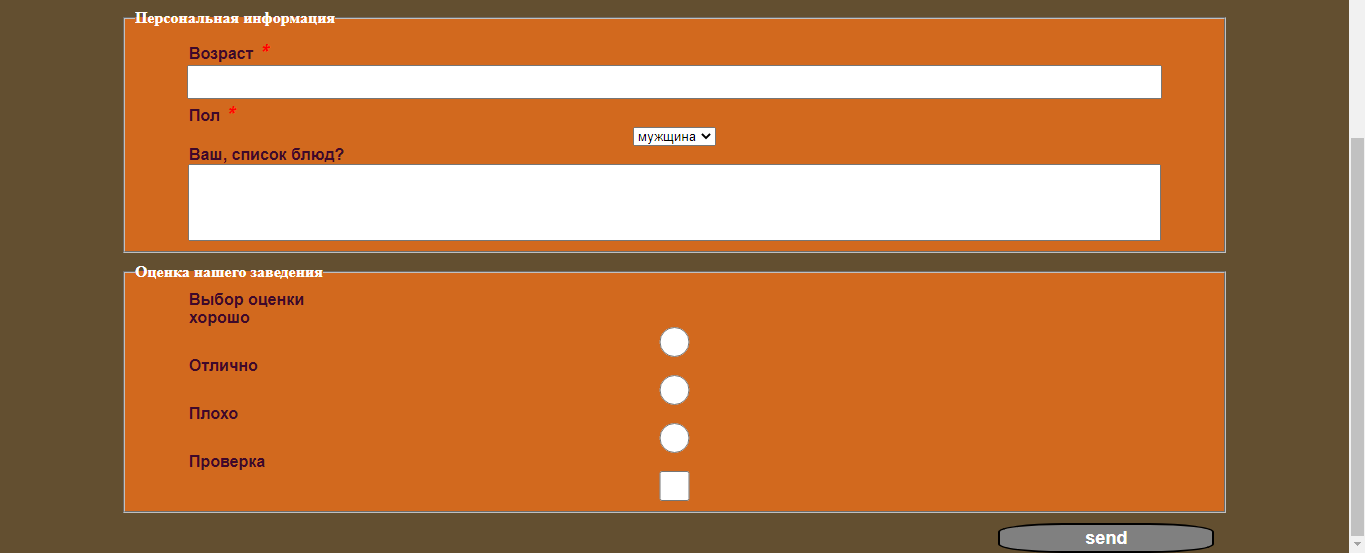 Персональная информация
Возраст *
Пол *
мужщина
Ваш, список блюд?
Оценка нашего заведения
Выбор оценки
хорошо
Отлично
Плохо
Проверка
send